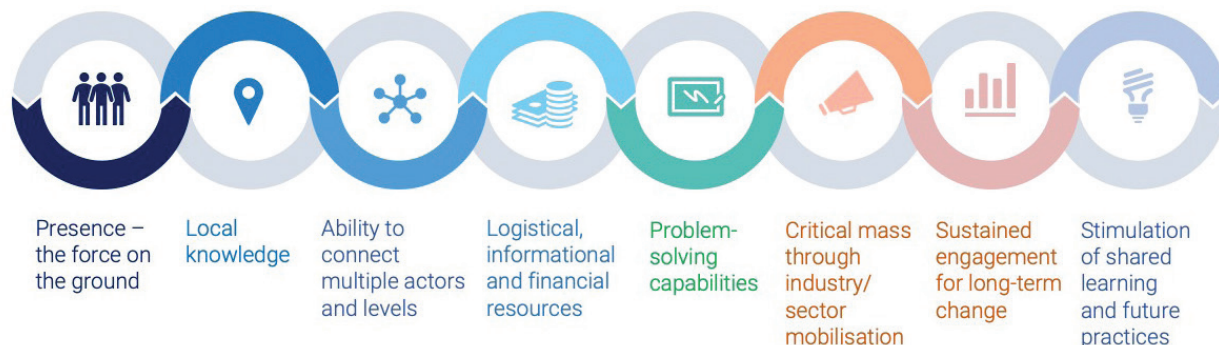 Presence –
the force on
the ground
Local
knowledge
Ability to
connect
multiple actors
and levels
Logistical,
informational
and financial
resources
Problem-
solving
capabilities
Critical mass
through
industry/
sector
mobilisation
Sustained
engagement
for long-term
change
Stimulation
of shared
learning
and future
practices